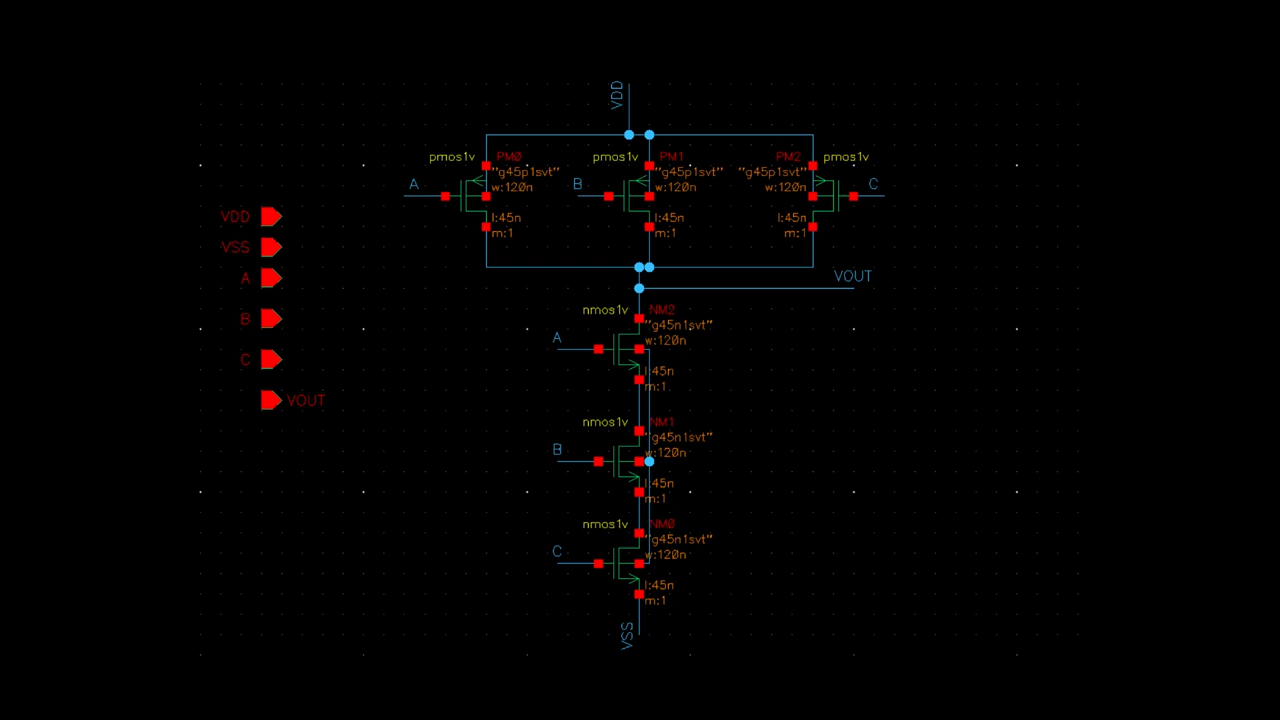 VDD
pmos1v PM0 pmos1v PM1 PM2 pmos1v
"g45p1svt" "g45p1svt" "g45p1svt"
A w:120n B w:120n w:120n C
VDD l:45n l:45n l:45n
m:1 m:1 m:1
VSS
A VOUT
nmos1v NM2
B "g45n1svt"
A w:120n
C l:45n
m:1
VOUT
nmos1v NM1
"g45n1svt"
B w:120n
l:45n
m:1
nmos1v NM0
"g45n1svt"
C w:120n
l:45n
m:1
VSS